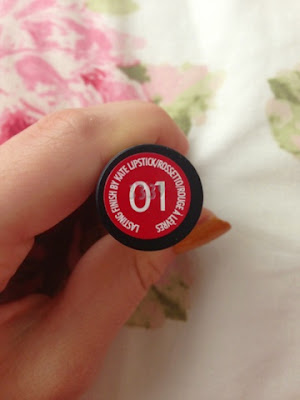 LASTING FINISH BY KATE LIPSTICK/ROSSETTO/ROUGE A LÈVRES
01